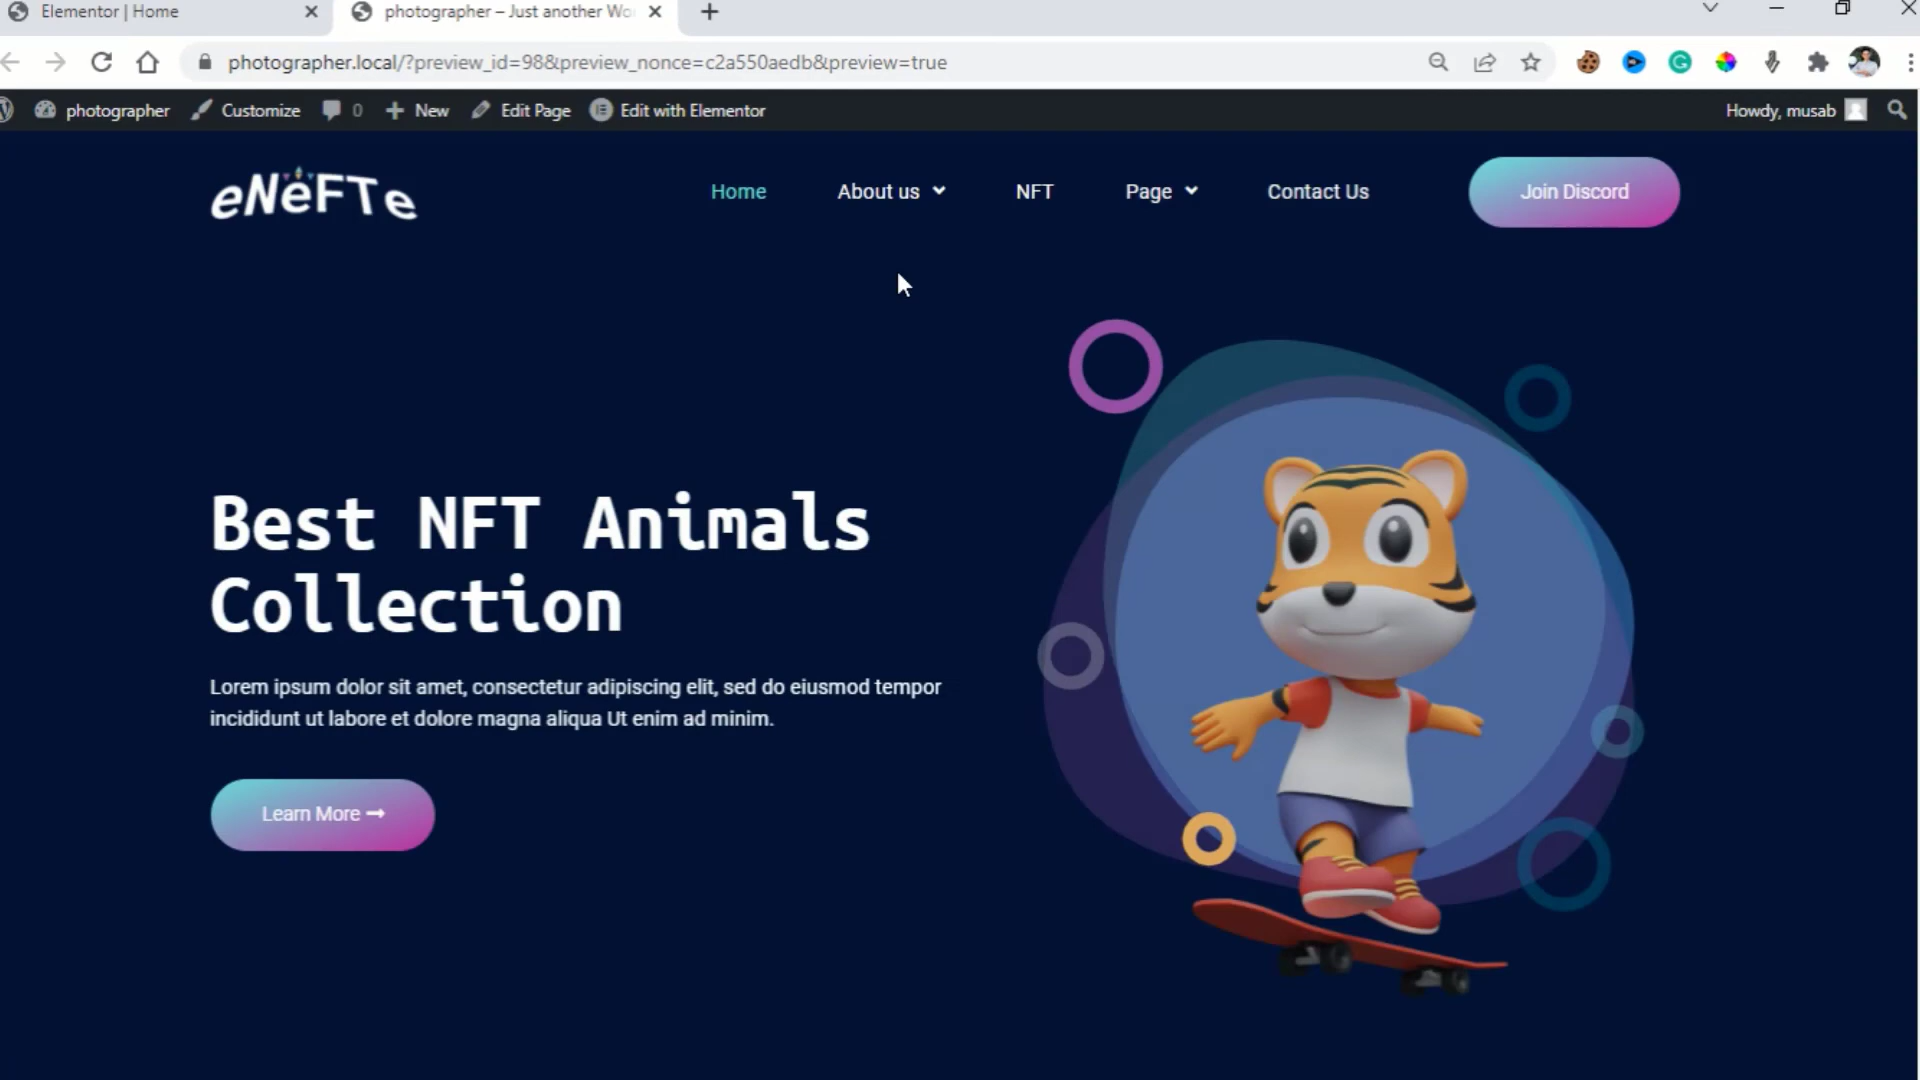 Elementor | Home
photographer – Just another Wo
photographer.local/?preview_id=98&preview_nonce=c2a550aedb&preview=true
photographer Customize 0 New Edit Page Edit with Elementor Howdy, musab
eNeFTe
Home About us NFT Page Contact Us Join Discord
Best NFT Animals
Collection
Lorem ipsum dolor sit amet, consectetur adipiscing elit, sed do eiusmod tempor
incididunt ut labore et dolore magna aliqua Ut enim ad minim.
Learn More →